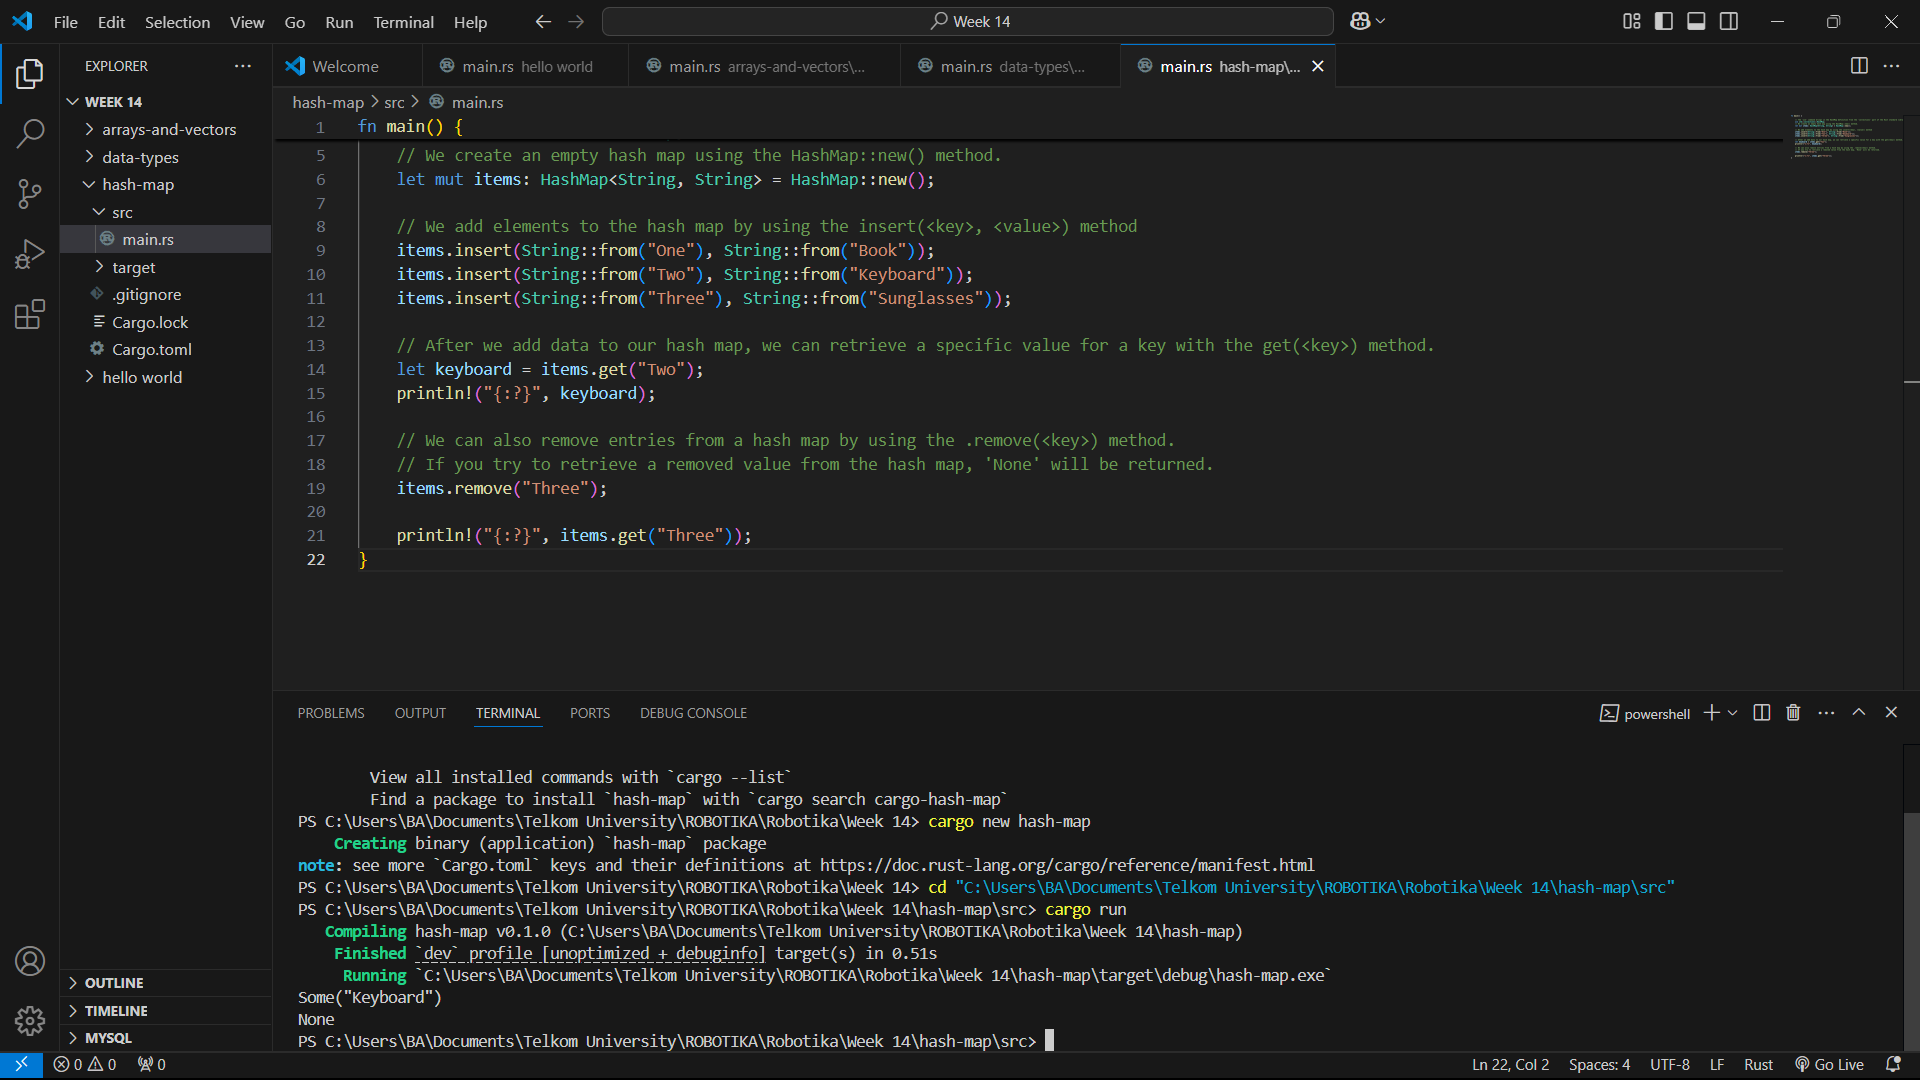 File Edit Selection View Go Run Terminal Help
Week 14
EXPLORER
Welcome
main.rs hello world
main.rs arrays-and-vectors\...
main.rs data-types\...
main.rs hash-map\...
WEEK 14
arrays-and-vectors
data-types
hash-map
src
main.rs
target
.gitignore
Cargo.lock
Cargo.toml
hello world
OUTLINE
TIMELINE
MYSQL
hash-map > src > main.rs
1 fn main() {
5 // We create an empty hash map using the HashMap::new() method.
6 let mut items: HashMap<String, String> = HashMap::new();
7
8 // We add elements to the hash map by using the insert(<key>, <value>) method
9 items.insert(String::from("One"), String::from("Book"));
10 items.insert(String::from("Two"), String::from("Keyboard"));
11 items.insert(String::from("Three"), String::from("Sunglasses"));
12
13 // After we add data to our hash map, we can retrieve a specific value for a key with the get(<key>) method.
14 let keyboard = items.get("Two");
15 println!("{:?}", keyboard);
16
17 // We can also remove entries from a hash map by using the .remove(<key>) method.
18 // If you try to retrieve a removed value from the hash map, 'None' will be returned.
19 items.remove("Three");
20
21 println!("{:?}", items.get("Three"));
22 }
PROBLEMS OUTPUT TERMINAL PORTS DEBUG CONSOLE
powershell
View all installed commands with `cargo --list`
Find a package to install `hash-map` with `cargo search cargo-hash-map`
PS C:\Users\BA\Documents\Telkom University\ROBOTIKA\Robotika\Week 14> cargo new hash-map
Creating binary (application) `hash-map` package
note: see more `Cargo.toml` keys and their definitions at https://doc.rust-lang.org/cargo/reference/manifest.html
PS C:\Users\BA\Documents\Telkom University\ROBOTIKA\Robotika\Week 14> cd "C:\Users\BA\Documents\Telkom University\ROBOTIKA\Robotika\Week 14\hash-map\src"
PS C:\Users\BA\Documents\Telkom University\ROBOTIKA\Robotika\Week 14\hash-map\src> cargo run
Compiling hash-map v0.1.0 (C:\Users\BA\Documents\Telkom University\ROBOTIKA\Robotika\Week 14\hash-map)
Finished `dev` profile [unoptimized + debuginfo] target(s) in 0.51s
Running `C:\Users\BA\Documents\Telkom University\ROBOTIKA\Robotika\Week 14\hash-map\target\debug\hash-map.exe`
Some("Keyboard")
None
PS C:\Users\BA\Documents\Telkom University\ROBOTIKA\Robotika\Week 14\hash-map\src>
0 0 0
Ln 22, Col 2 Spaces: 4 UTF-8 LF Rust Go Live